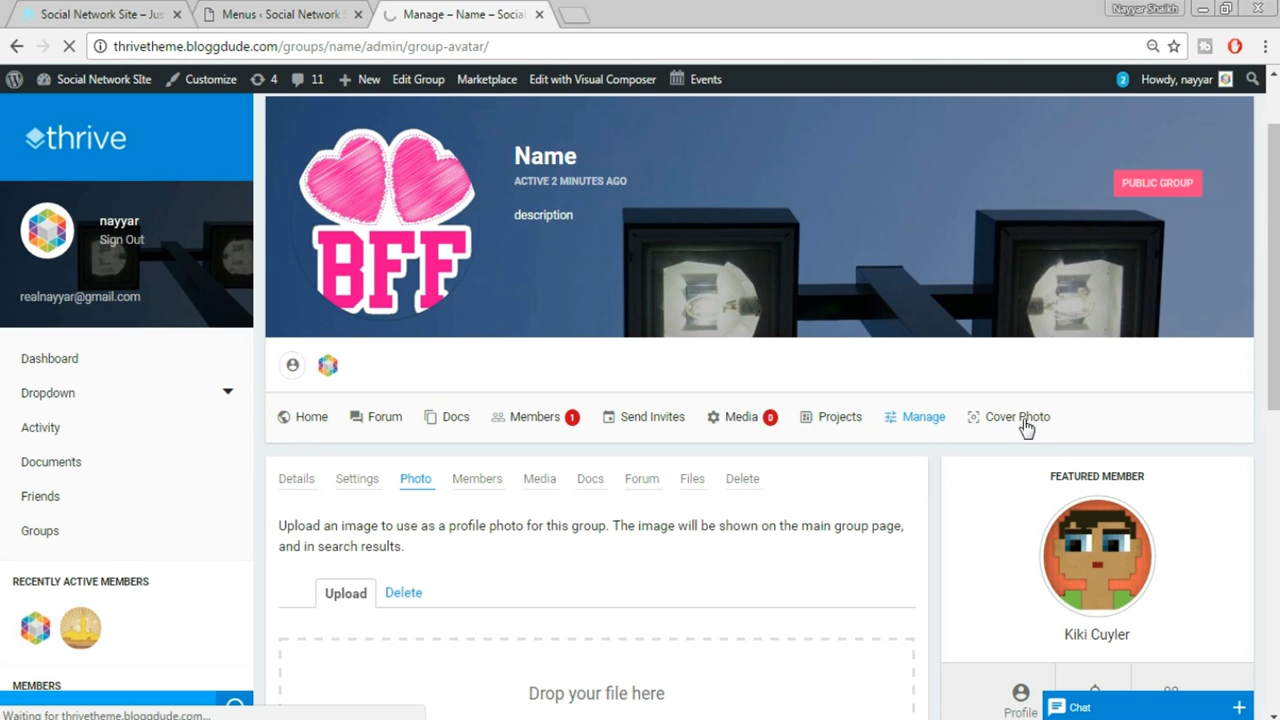 Social Network Site – Jus
Menus ‹ Social Network S
Manage – Name – Social
Nayyar Shaikh
thrivetheme.bloggdude.com/groups/name/admin/group-avatar/
Social Network SIte
Customize
4
11
New
Edit Group
Marketplace
Edit with Visual Composer
Events
2
Howdy, nayyar
thrive
nayyar
Sign Out
realnayyar@gmail.com
Dashboard
Dropdown
Activity
Documents
Friends
Groups
RECENTLY ACTIVE MEMBERS
MEMBERS
Waiting for thrivetheme.bloggdude.com...
BFF
Name
ACTIVE 2 MINUTES AGO
description
PUBLIC GROUP
Home
Forum
Docs
Members 1
Send Invites
Media 0
Projects
Manage
Cover Photo
Details
Settings
Photo
Members
Media
Docs
Forum
Files
Delete
Upload an image to use as a profile photo for this group. The image will be shown on the main group page,
and in search results.
Upload
Delete
Drop your file here
FEATURED MEMBER
Kiki Cuyler
Profile
Chat